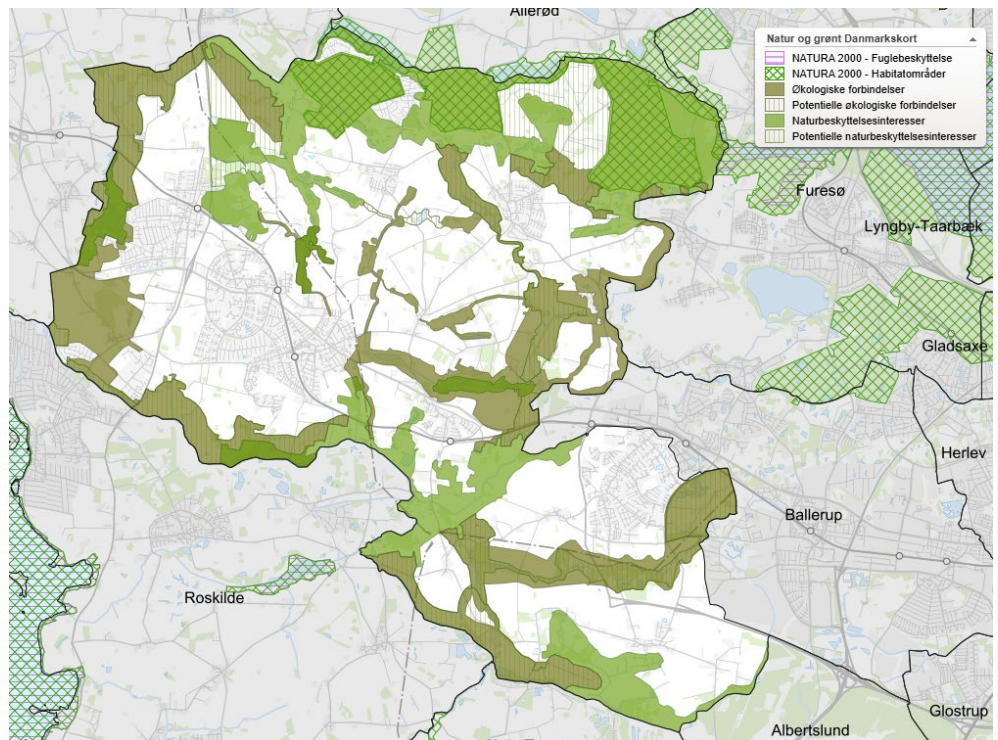 Allerød
Natur og grønt Danmarkskort
NATURA 2000 - Fuglebeskyttelse
NATURA 2000 - Habitatområder
Økologiske forbindelser
Potentielle økologiske forbindelser
Naturbeskyttelsesinteresser
Potentielle naturbeskyttelsesinteresser
Furesø
Lyngby-Taarbæk
Gladsaxe
Herlev
Ballerup
Roskilde
Glostrup
Albertslund